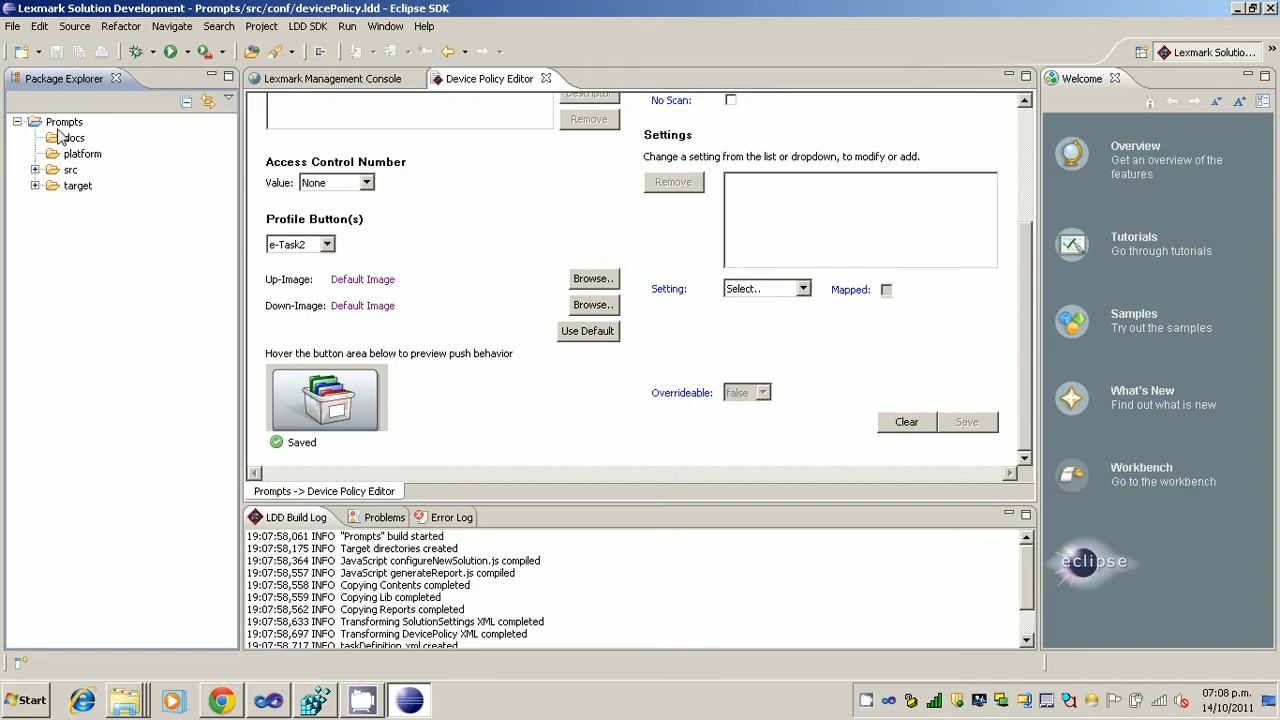 Lexmark Solution Development - Prompts/src/conf/devicePolicy.ldd - Eclipse SDK
File Edit Source Refactor Navigate Search Project LDD SDK Run Window Help
Lexmark Solutio...
Package Explorer
Lexmark Management Console
Device Policy Editor
Welcome
Prompts
docs
platform
src
target
Descriptor
Remove
Access Control Number
Value: None
Profile Button(s)
e-Task2
Up-Image: Default Image Browse..
Down-Image: Default Image Browse..
Use Default
Hover the button area below to preview push behavior
Saved
No Scan:
Settings
Change a setting from the list or dropdown, to modify or add.
Remove
Setting: Select.. Mapped:
Overrideable: false
Clear Save
Prompts -> Device Policy Editor
LDD Build Log Problems Error Log
19:07:58,061 INFO "Prompts" build started
19:07:58,175 INFO Target directories created
19:07:58,364 INFO JavaScript configureNewSolution.js compiled
19:07:58,557 INFO JavaScript generateReport.js compiled
19:07:58,558 INFO Copying Contents completed
19:07:58,559 INFO Copying Lib completed
19:07:58,562 INFO Copying Reports completed
19:07:58,633 INFO Transforming SolutionSettings XML completed
19:07:58,697 INFO Transforming DevicePolicy XML completed
19:07:58,717 INFO taskDefinition.xml created
Overview
Get an overview of the
features
Tutorials
Go through tutorials
Samples
Try out the samples
What's New
Find out what is new
Workbench
Go to the workbench
eclipse
Start
07:08 p.m.
14/10/2011